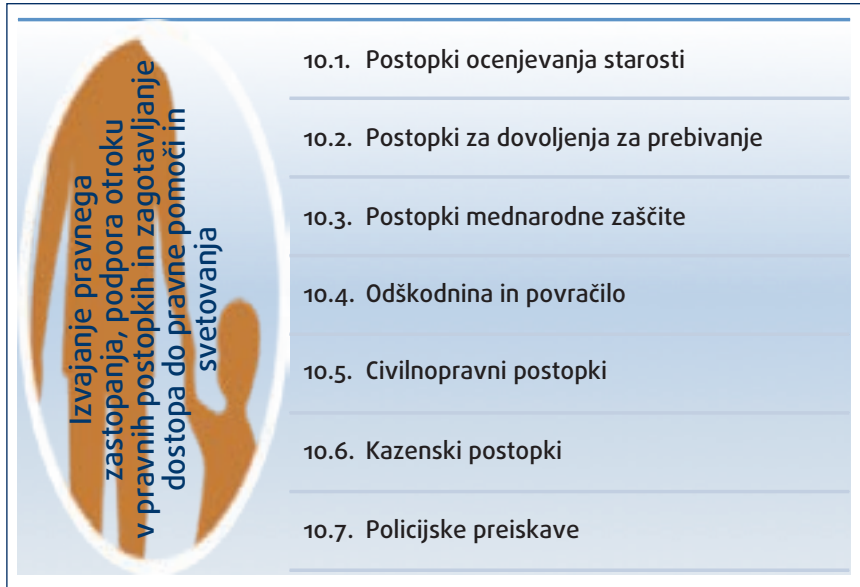 Izvajanje pravnega
zastopanja, podpora otroku
v pravnih postopkih in zagotavljanje
dostopa do pravne pomoči in
svetovanja
10.1. Postopki ocenjevanja starosti
10.2. Postopki za dovoljenja za prebivanje
10.3. Postopki mednarodne zaščite
10.4. Odškodnina in povračilo
10.5. Civilnopravni postopki
10.6. Kazenski postopki
10.7. Policijske preiskave